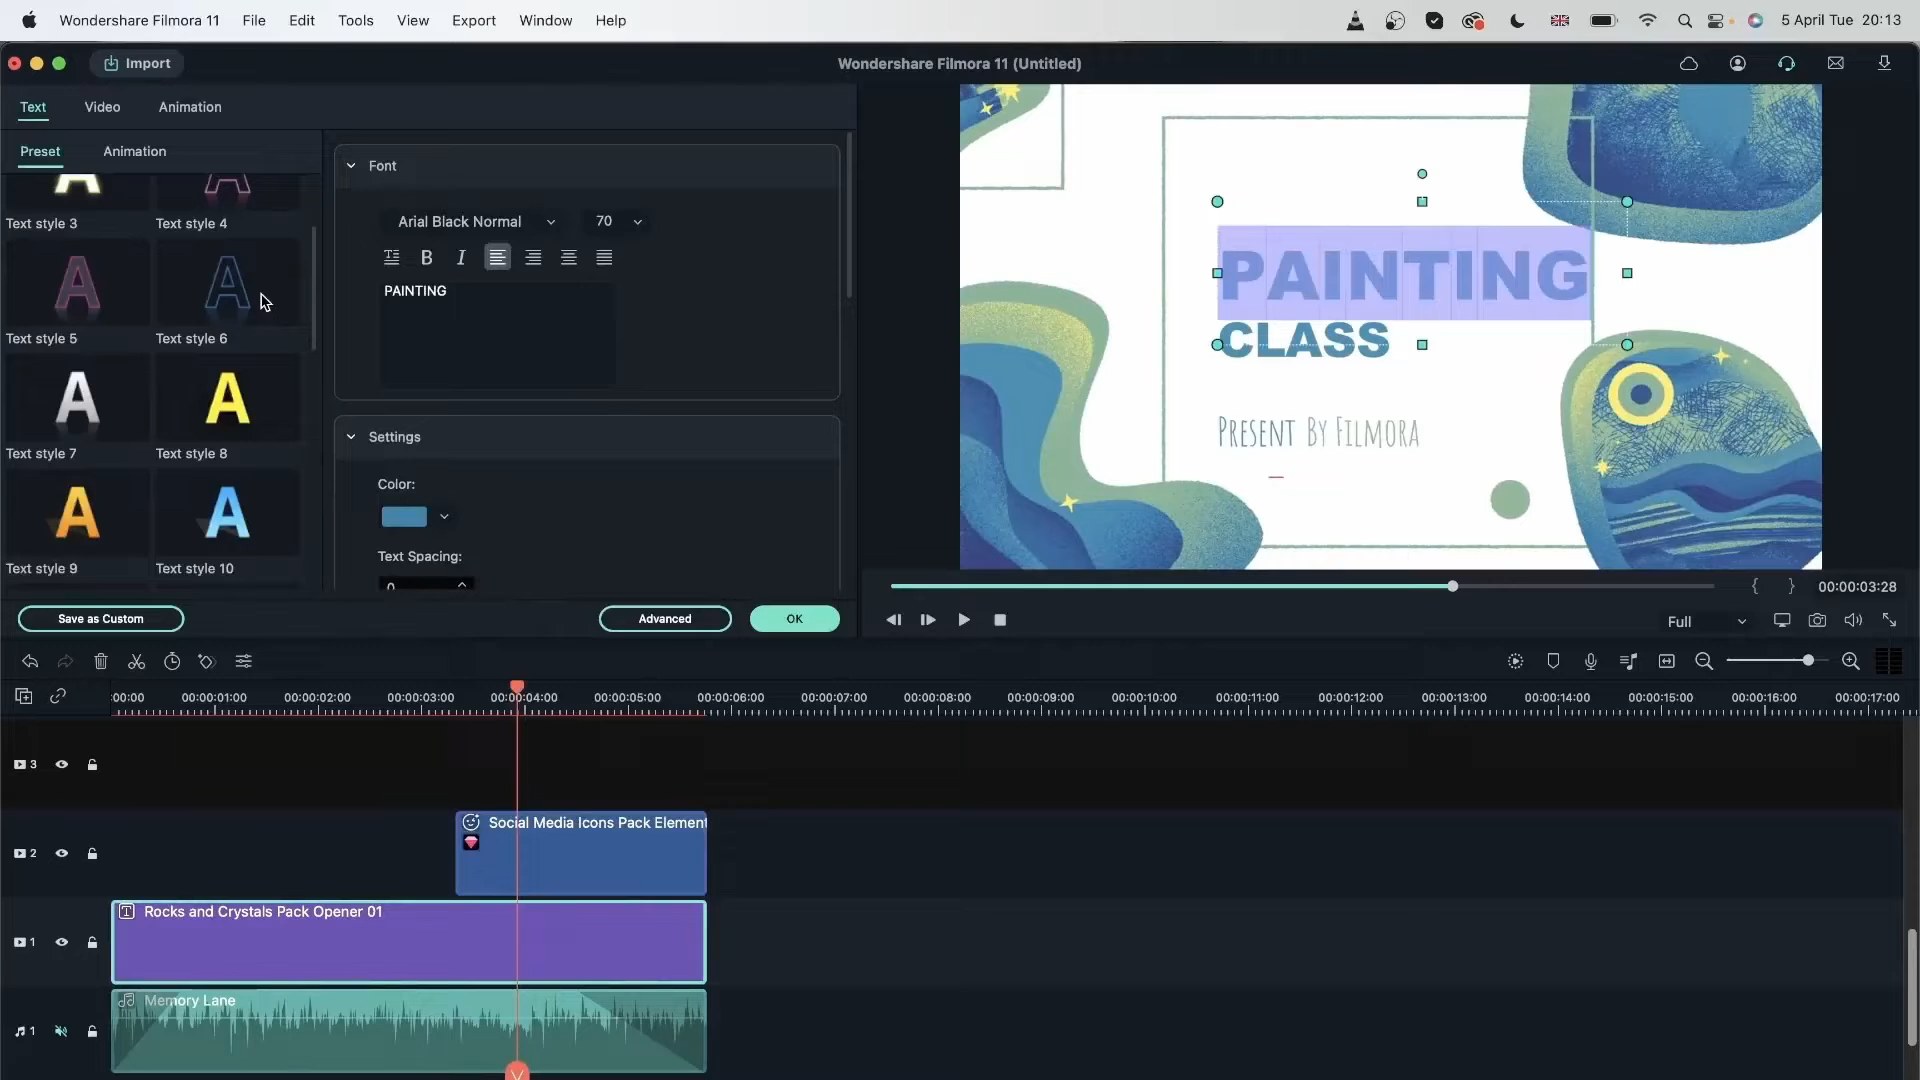 Wondershare Filmora 11 File Edit Tools View Export Window Help 5 April Tue 20:13
Import Wondershare Filmora 11 (Untitled)
Text Video Animation
Preset Animation
Font
Arial Black Normal 70
B I
PAINTING
Settings
Color:
Text Spacing:
0
A A
Text style 3 Text style 4
A A
Text style 5 Text style 6
A A
Text style 7 Text style 8
A A
Text style 9 Text style 10
Save as Custom Advanced OK
PAINTING
CLASS
PRESENT BY FILMORA
{ } 00:00:03:28
Full
:00:00 00:00:01:00 00:00:02:00 00:00:03:00 00:00:04:00 00:00:05:00 00:00:06:00 00:00:07:00 00:00:08:00 00:00:09:00 00:00:10:00 00:00:11:00 00:00:12:00 00:00:13:00 00:00:14:00 00:00:15:00 00:00:16:00 00:00:17:00
3
2 Social Media Icons Pack Element
1 T Rocks and Crystals Pack Opener 01
1 Memory Lane